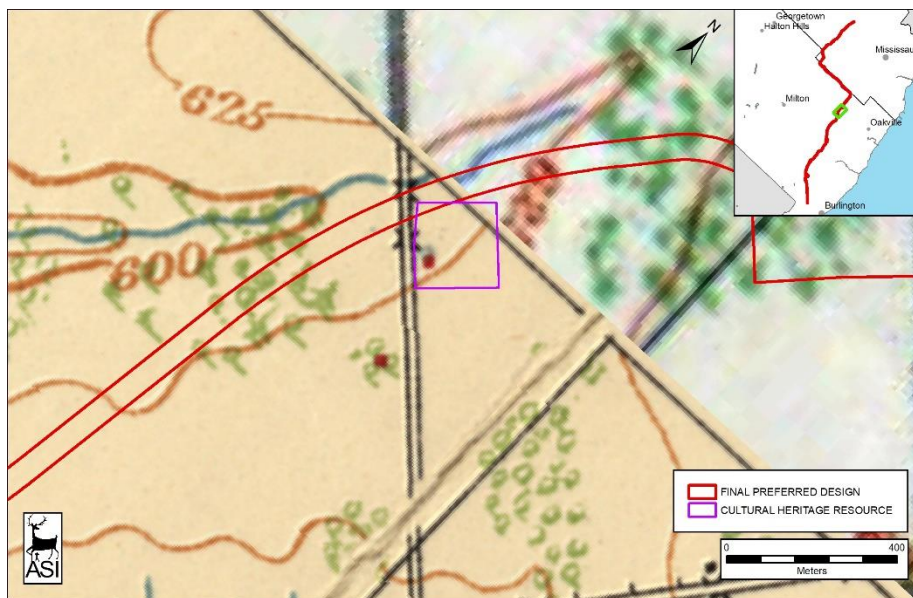 625
600
N
Georgetown
Halton Hills
Mississau
Milton
Oakville
Burlington
FINAL PREFERRED DESIGN
CULTURAL HERITAGE RESOURCE
0 400
Meters
ASI